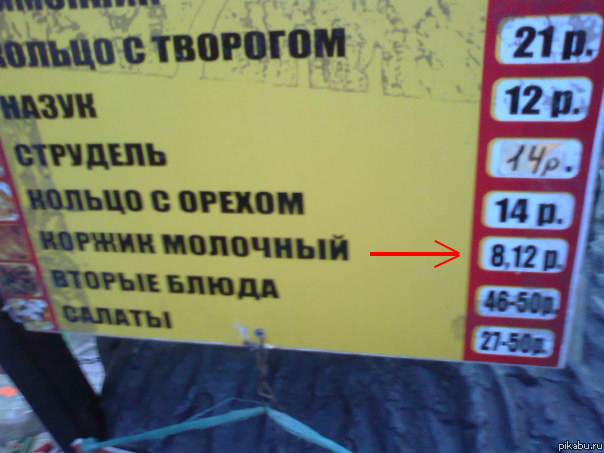 КОЛЬЦО С ТВОРОГОМ 21 р.
НАЗУК 12 р.
СТРУДЕЛЬ 14р.
КОЛЬЦО С ОРЕХОМ 14 р.
КОРЖИК МОЛОЧНЫЙ 8,12 р.
ВТОРЫЕ БЛЮДА 46-50р.
САЛАТЫ 27-50р.
pikabu.ru